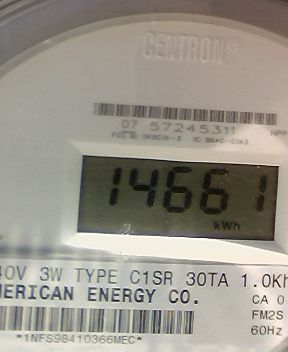 CENTRON®
07 57245311
14661
kWh
40V 3W TYPE C1SR 30TA 1.0Kh
MERICAN ENERGY CO.
CA 0
FM2S
60Hz
*1NFS98410366MEC*